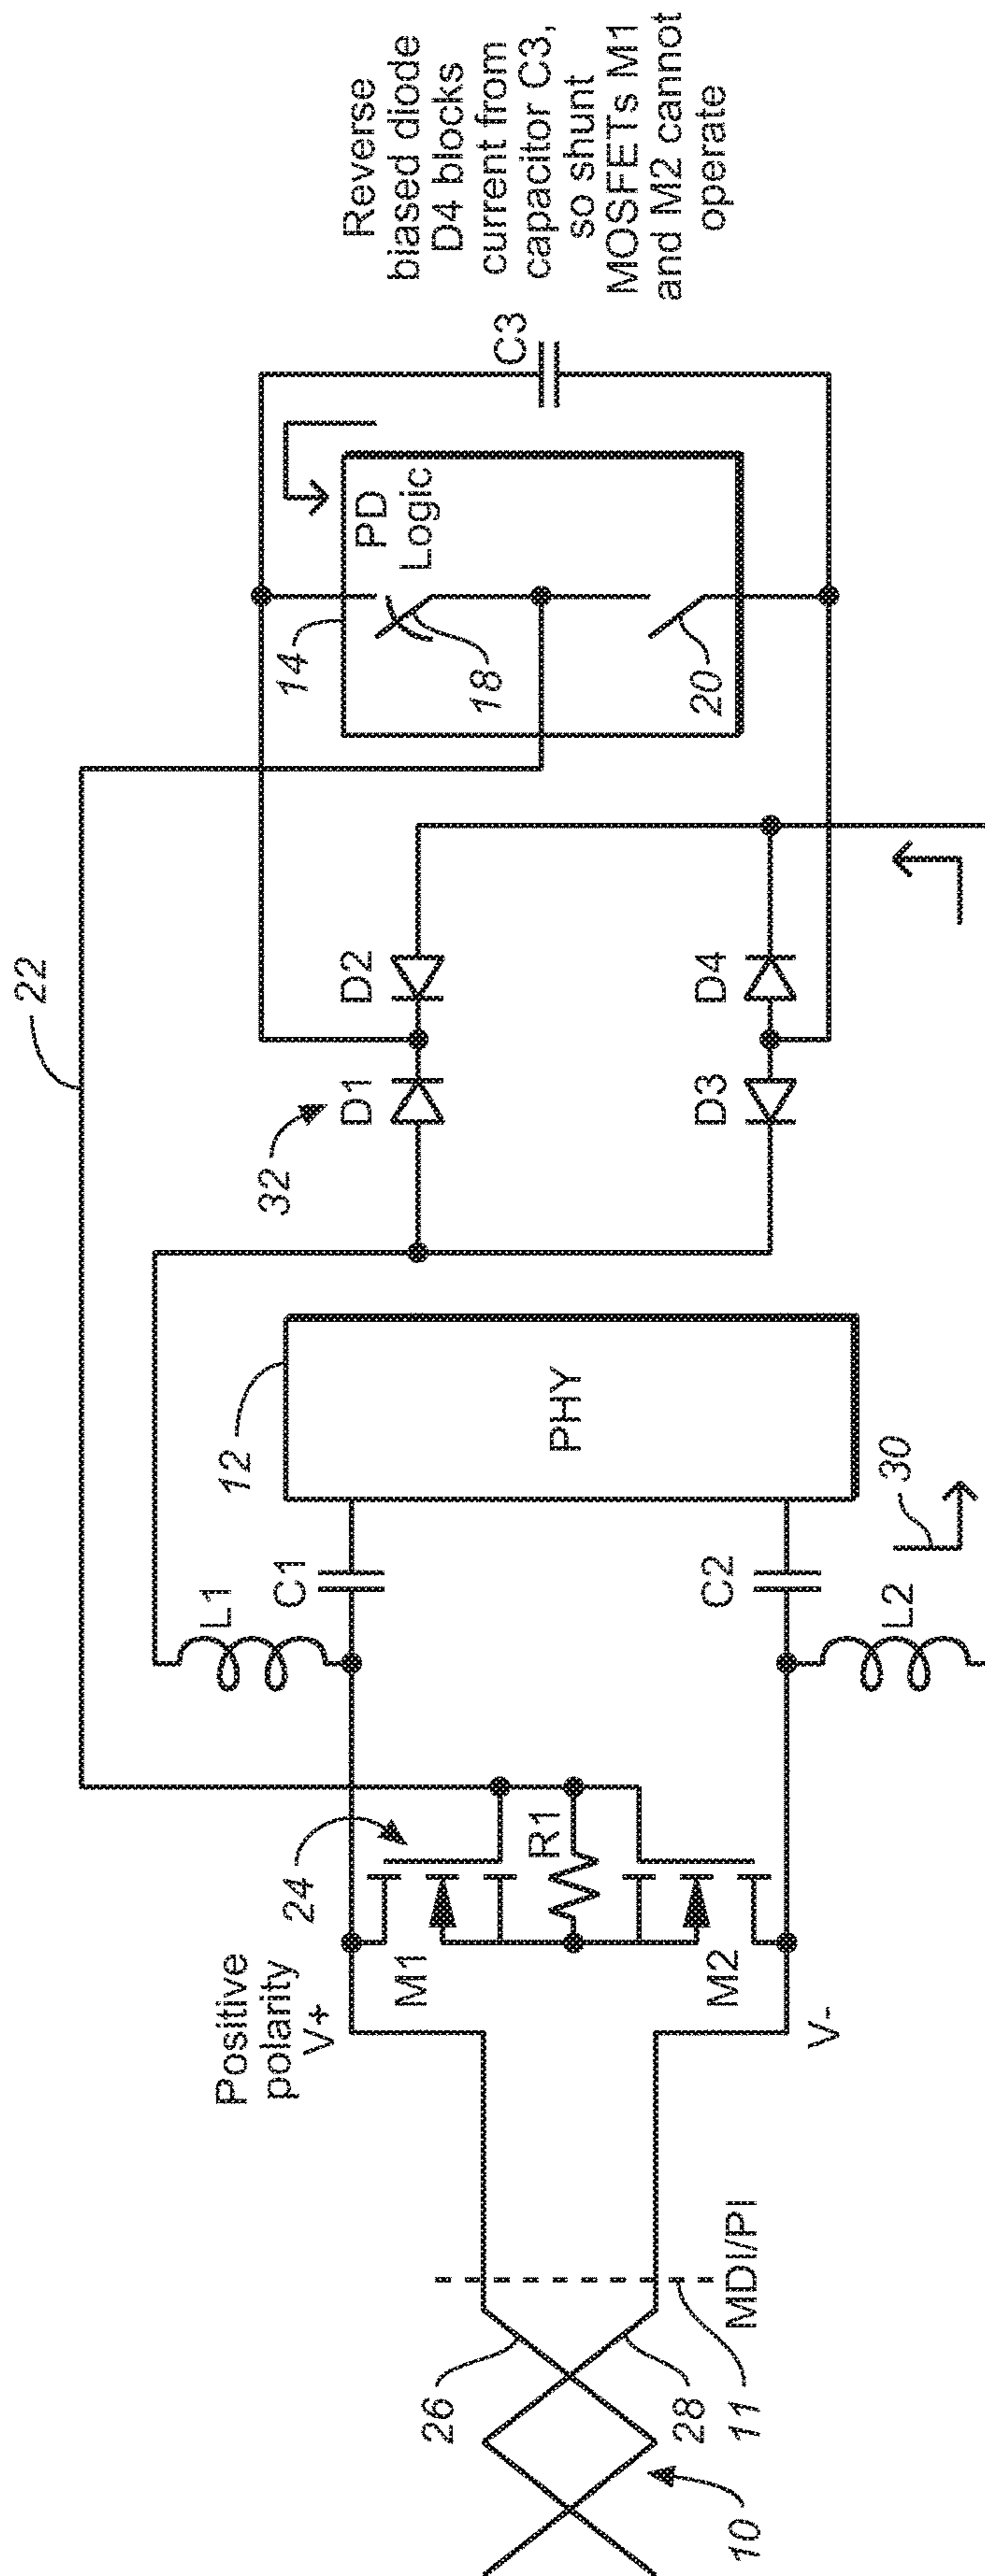 22
Reverse
biased diode
D4 blocks
current from
capacitor C3,
so shunt
MOSFETs M1
and M2 cannot
operate
Positive
polarity
V+
24
L1
C1
12
32
D1
D2
14
PD
Logic
18
C3
26
M1
R1
PHY
20
28
MDI/PI
11
10
M2
V-
C2
L2
30
D3
D4